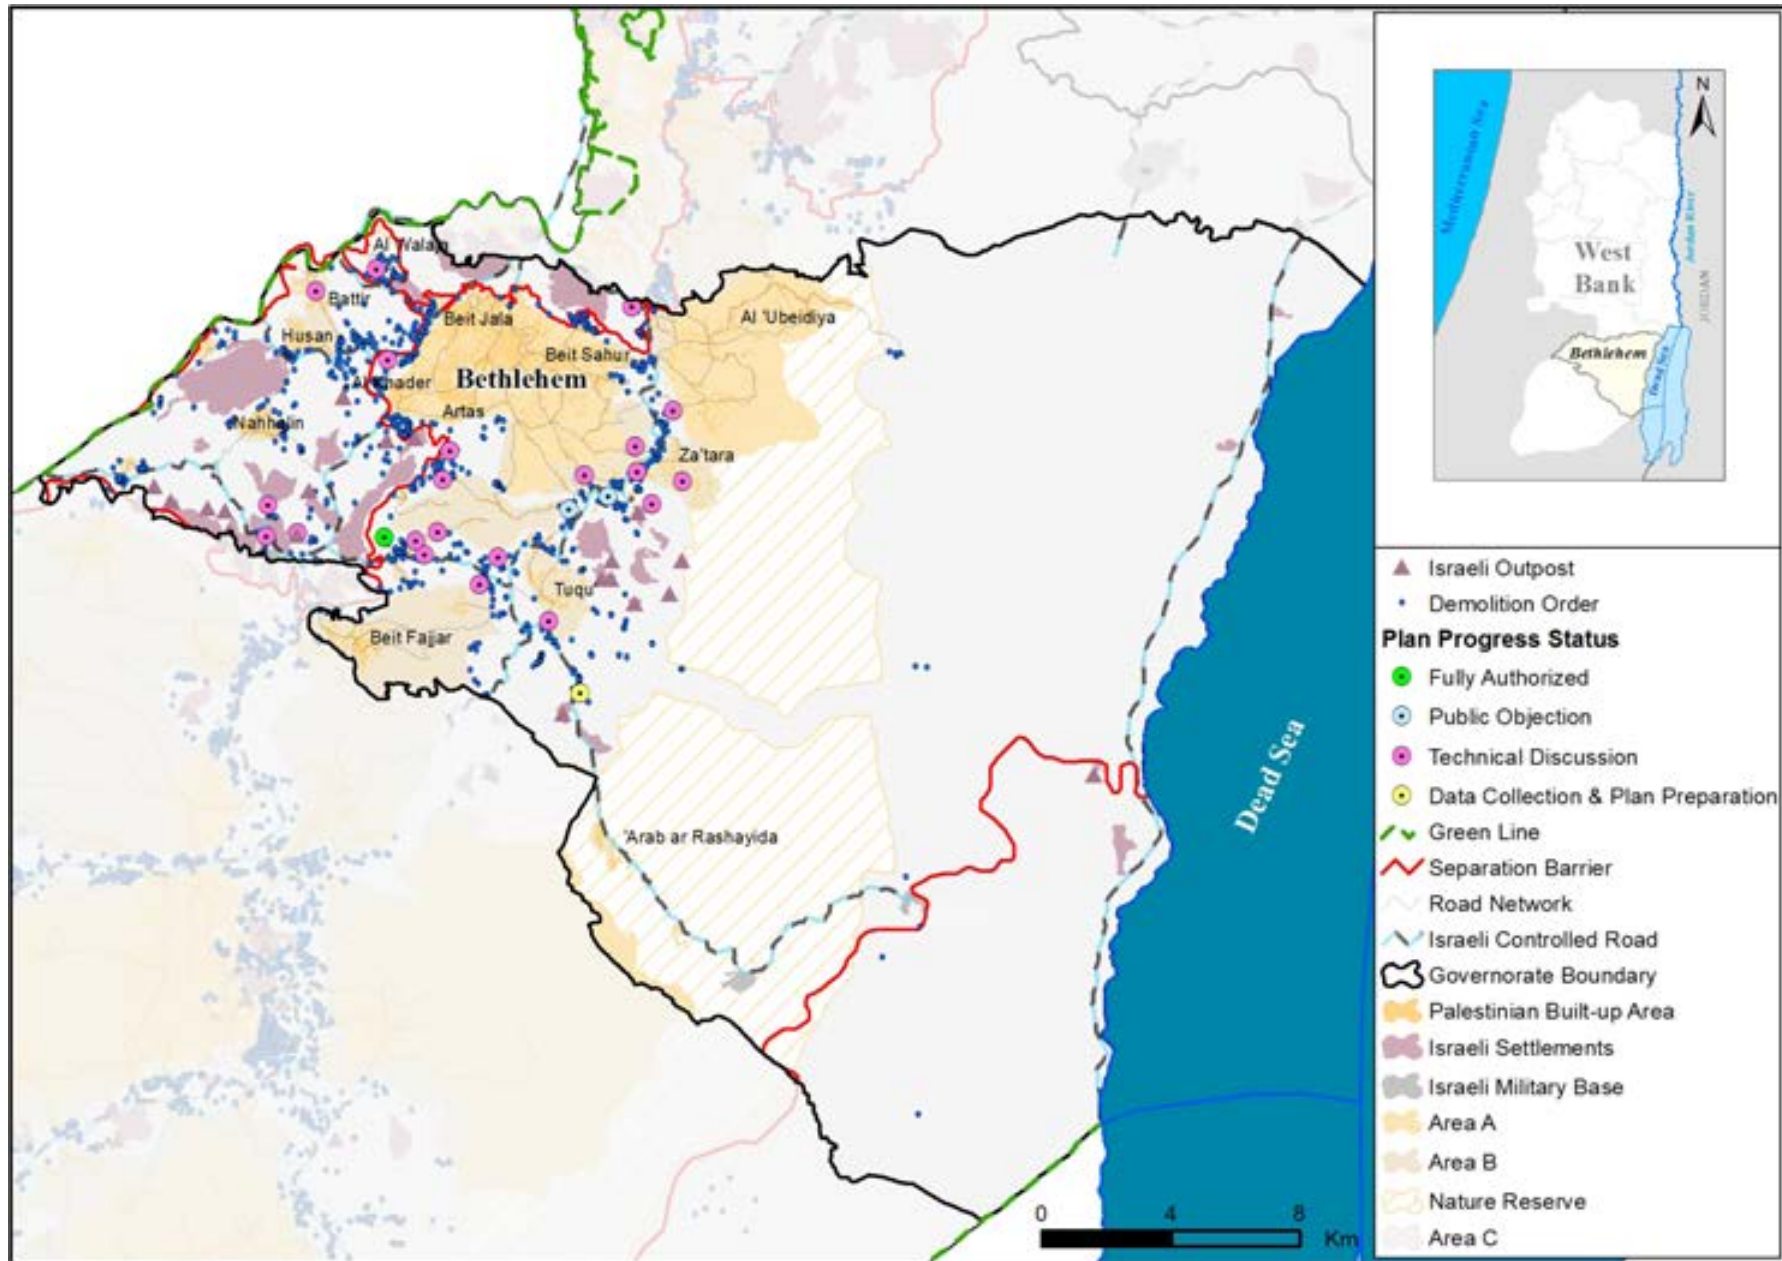 Al Walaja
Battir
Beit Jala
Husan
Al 'Ubeidiya
Beit Sahur
Al Khader
Bethlehem
Artas
Nahhalin
Za'tara
Tuqu'
Beit Fajjar
'Arab ar Rashayida
Dead Sea
0 4 8
Km
N
Mediterranean Sea
Jordan River
JORDAN
West
Bank
Bethlehem
Dead Sea
Israeli Outpost
Demolition Order
Plan Progress Status
Fully Authorized
Public Objection
Technical Discussion
Data Collection & Plan Preparation
Green Line
Separation Barrier
Road Network
Israeli Controlled Road
Governorate Boundary
Palestinian Built-up Area
Israeli Settlements
Israeli Military Base
Area A
Area B
Nature Reserve
Area C